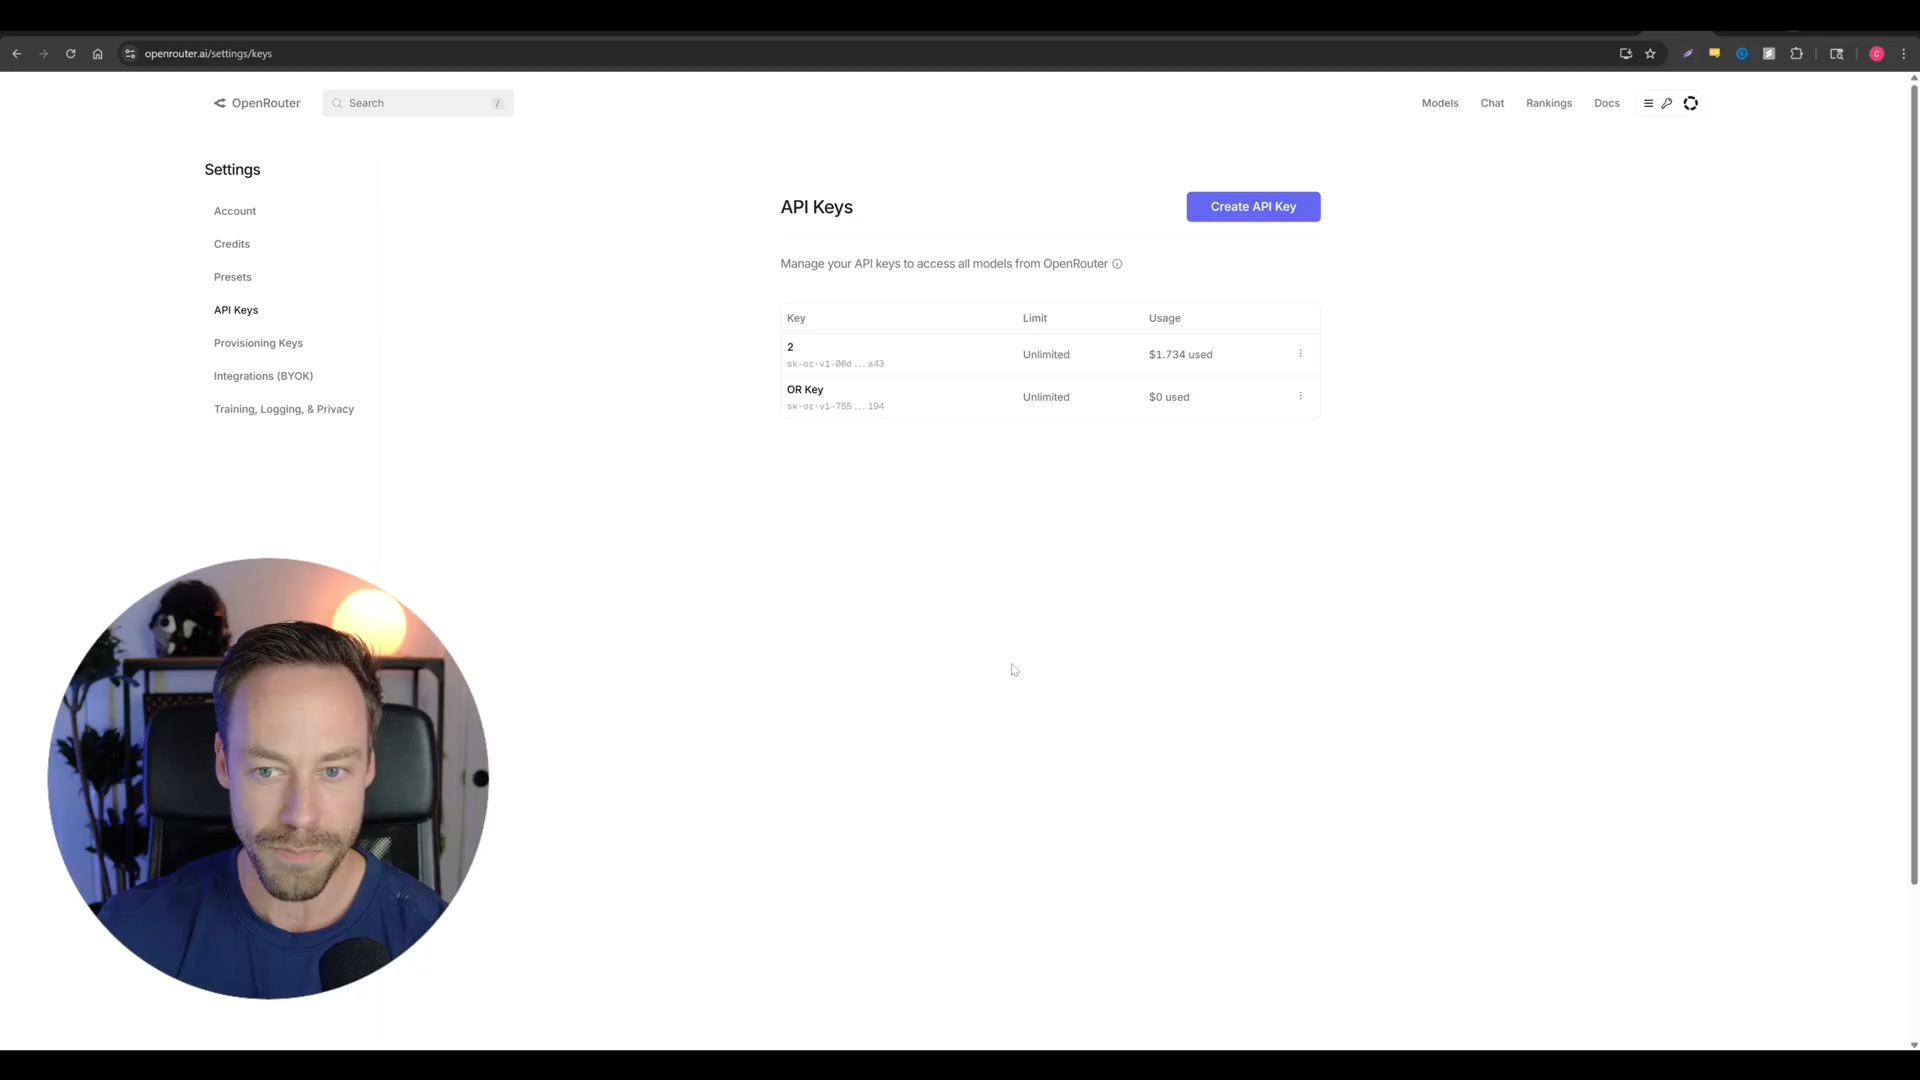 openrouter.ai/settings/keys
C
OpenRouter
Search
/
Models
Chat
Rankings
Docs
Settings
Account
Credits
Presets
API Keys
Provisioning Keys
Integrations (BYOK)
Training, Logging, & Privacy
API Keys
Create API Key
Manage your API keys to access all models from OpenRouter
Key Limit Usage
2
sk-or-v1-06d...a43
Unlimited
$1.734 used
OR Key
sk-or-v1-755...194
Unlimited
$0 used